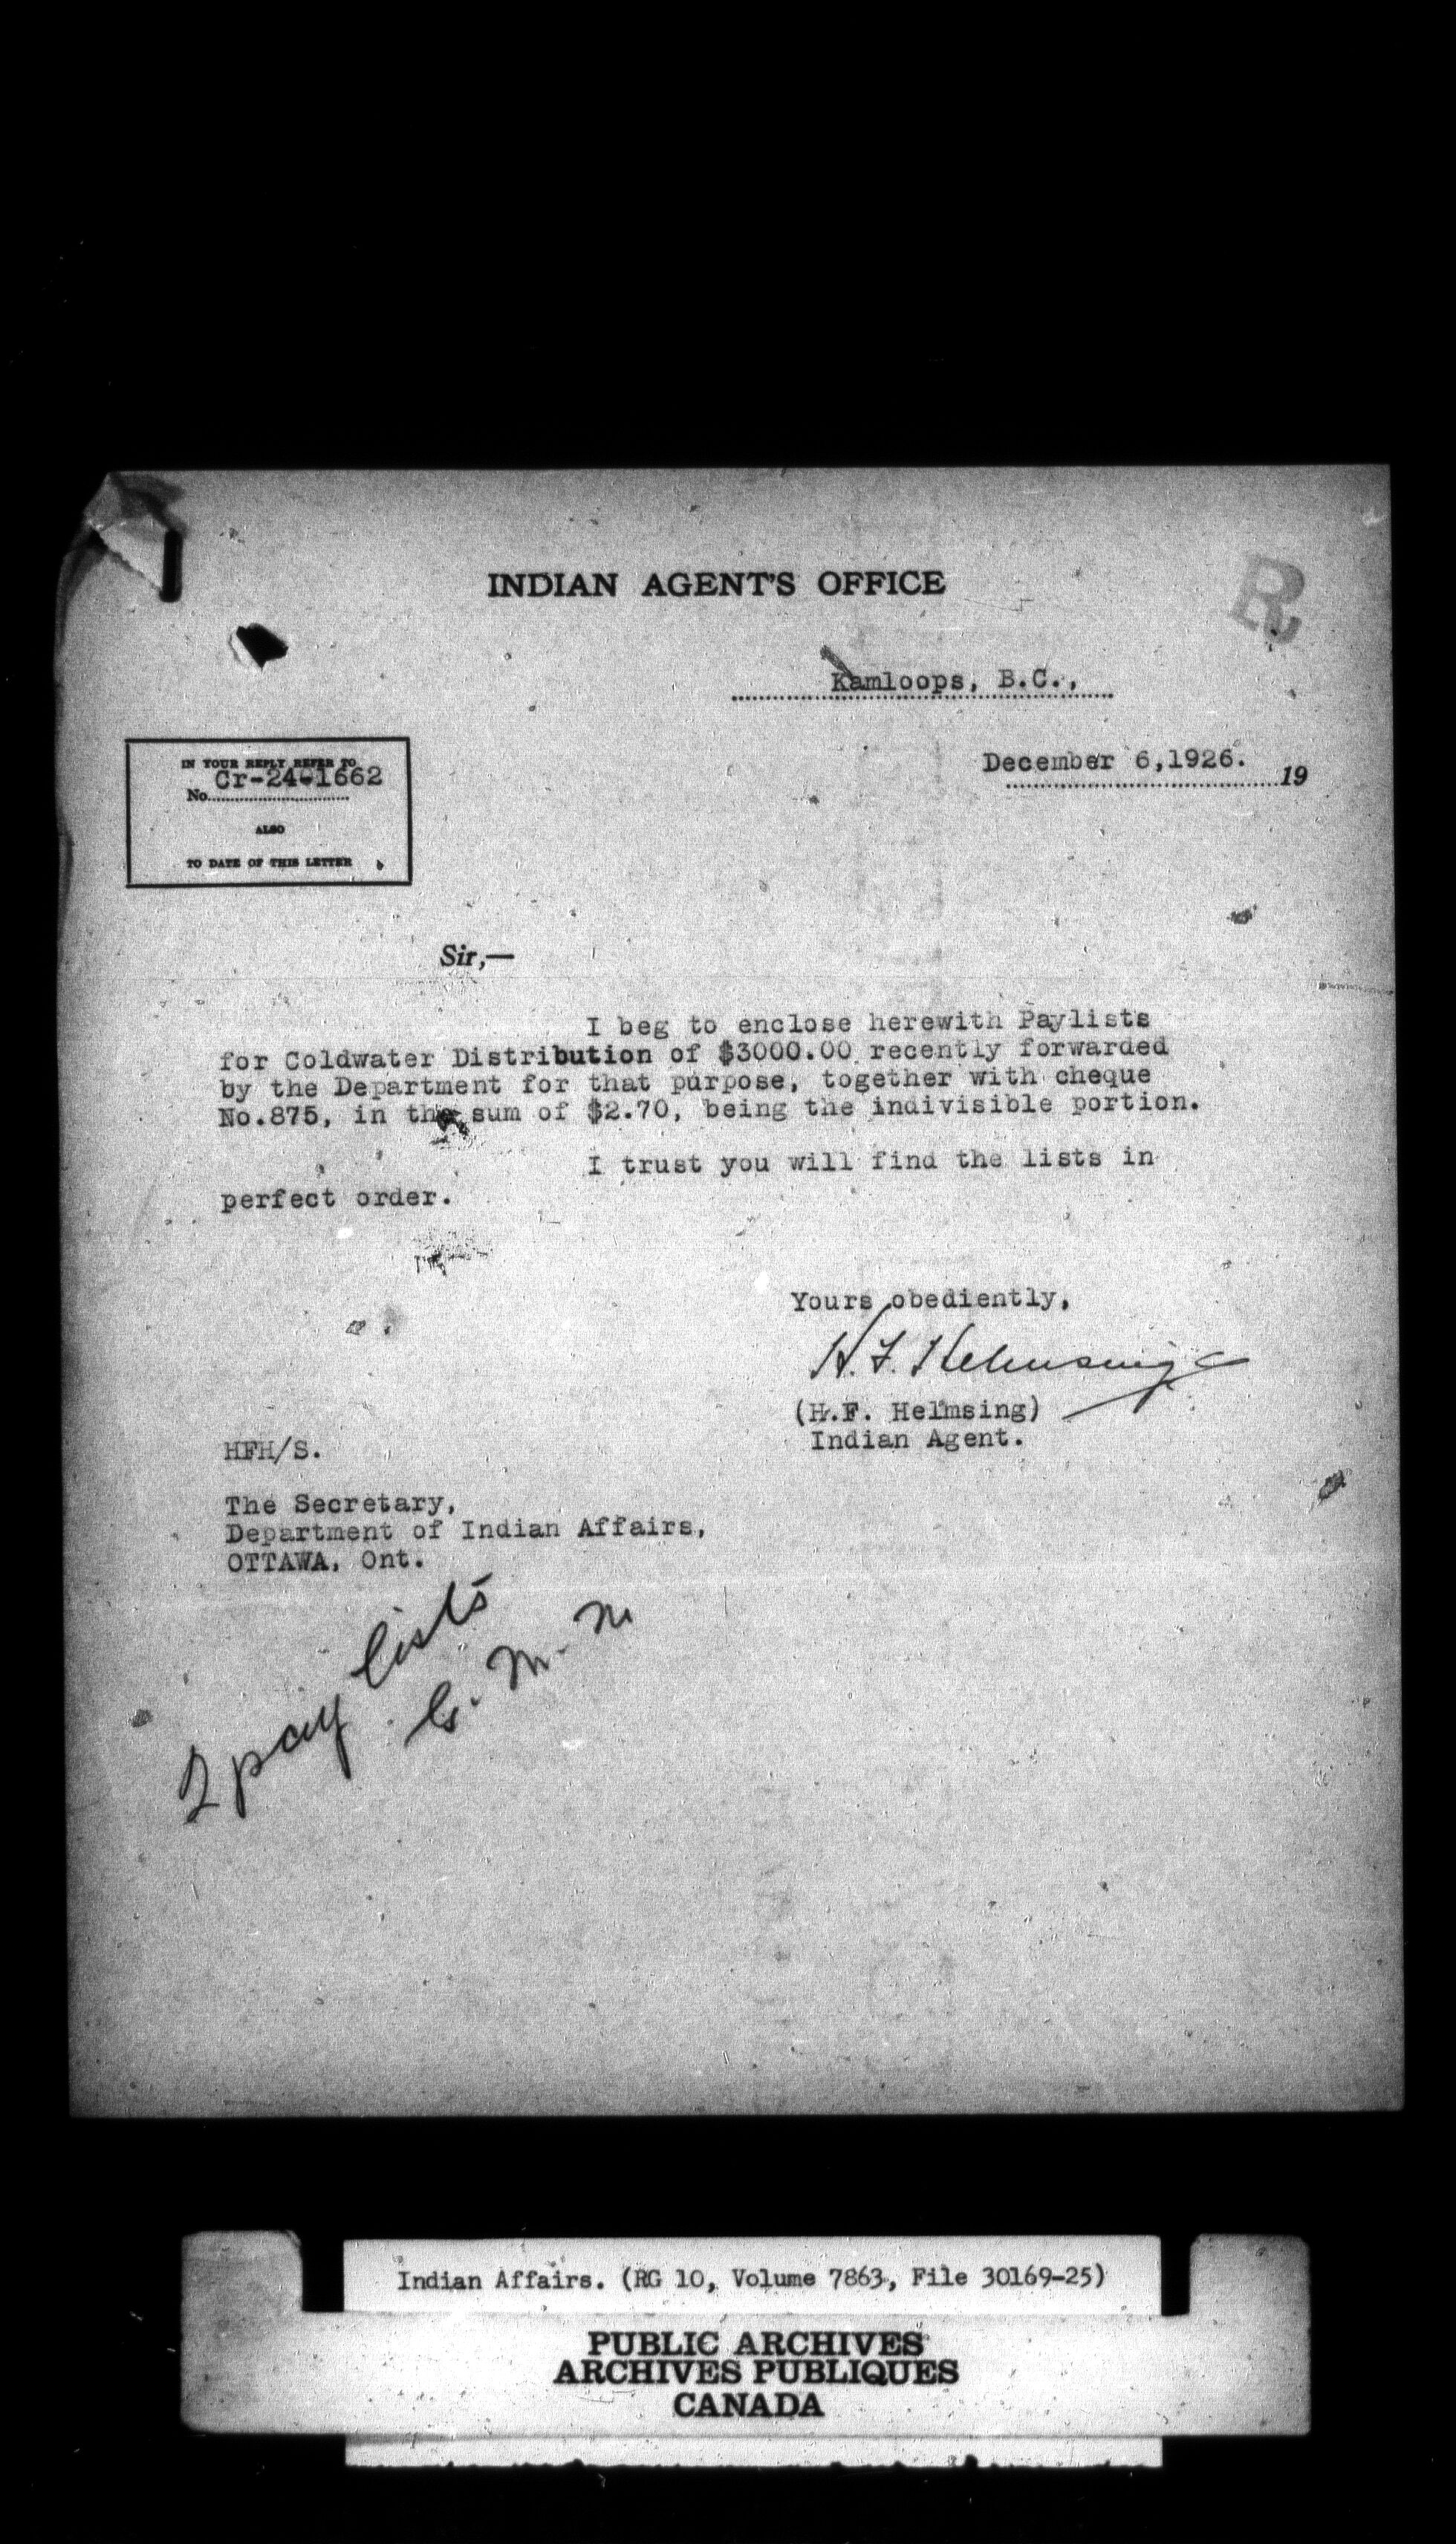 INDIAN AGENT'S OFFICE
R
Kamloops, B.C.,
IN YOUR REPLY REFER TO
No. Cr-24-1662
ALSO
TO DATE OF THIS LETTER
December 6,1926. 19
Sir,—
I beg to enclose herewith Paylists
for Coldwater Distribution of $3000.00 recently forwarded
by the Department for that purpose, together with cheque
No.875, in the sum of $2.70, being the indivisible portion.
I trust you will find the lists in
perfect order.
Yours obediently,
H. F. Helmsing
(H.F. Helmsing)
Indian Agent.
HFH/S.
The Secretary,
Department of Indian Affairs,
OTTAWA, Ont.
2 pay lists
Indian Affairs. (RG 10, Volume 7863, File 30169-25)
PUBLIC ARCHIVES
ARCHIVES PUBLIQUES
CANADA